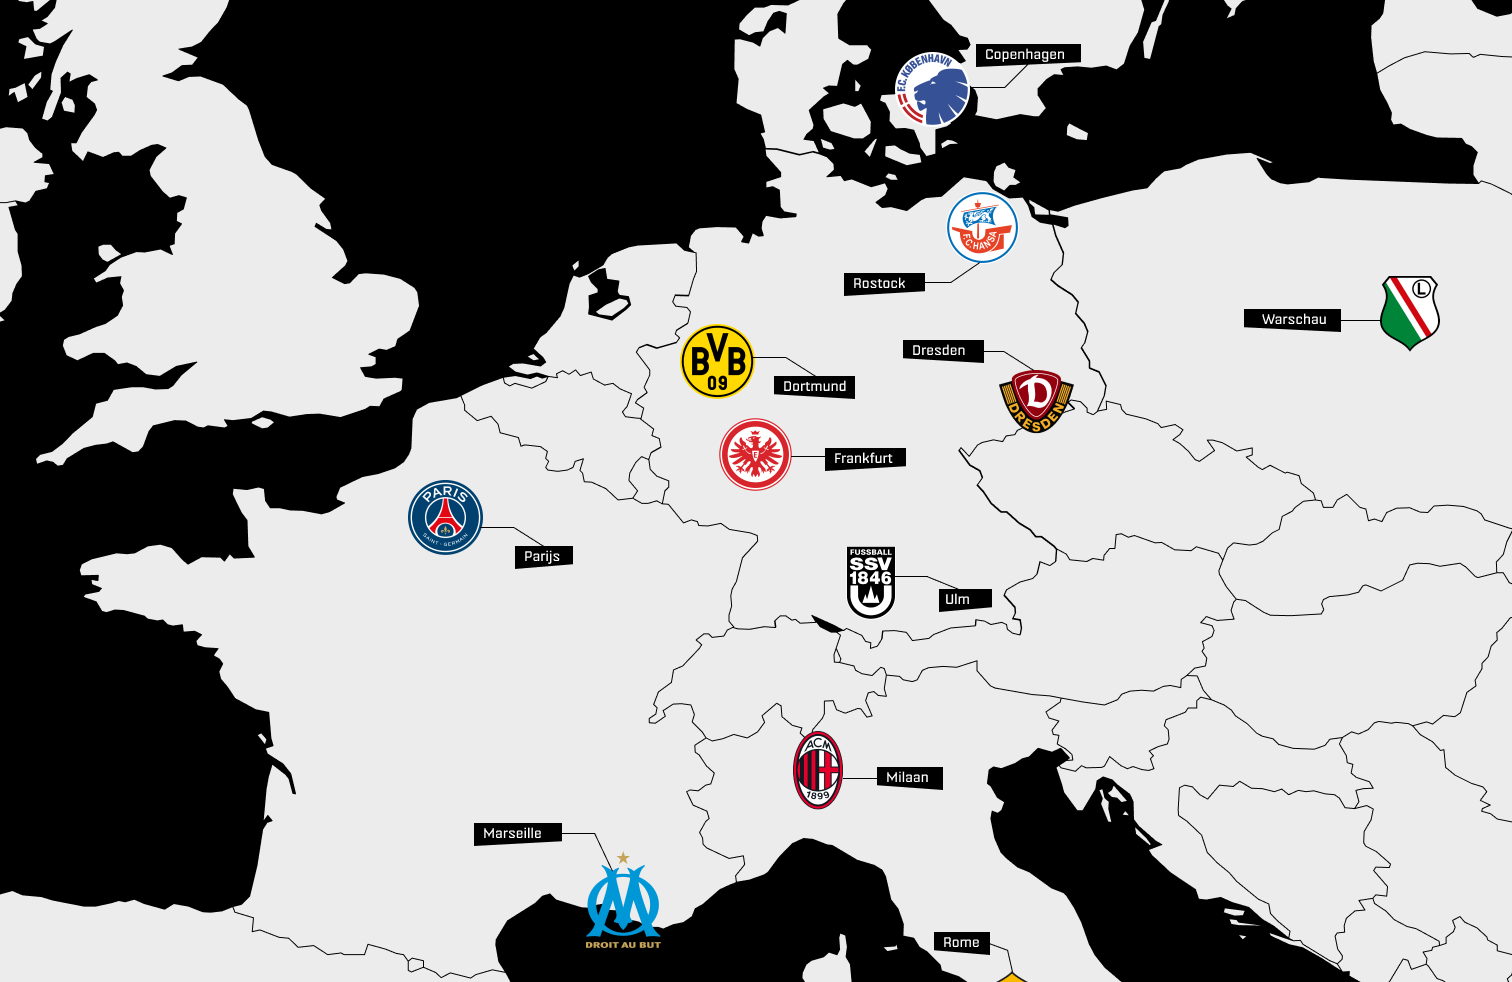 Copenhagen
F.C. KØBENHAVN
F.C. HANSA
Rostock
L
Warschau
Dresden
D
DRESDEN
BVB
09
Dortmund
F
Frankfurt
PARIS
SAINT-GERMAIN
Parijs
FUSSBALL
SSV
1846
U
Ulm
ACM
1899
Milaan
Marseille
M
DROIT AU BUT
Rome